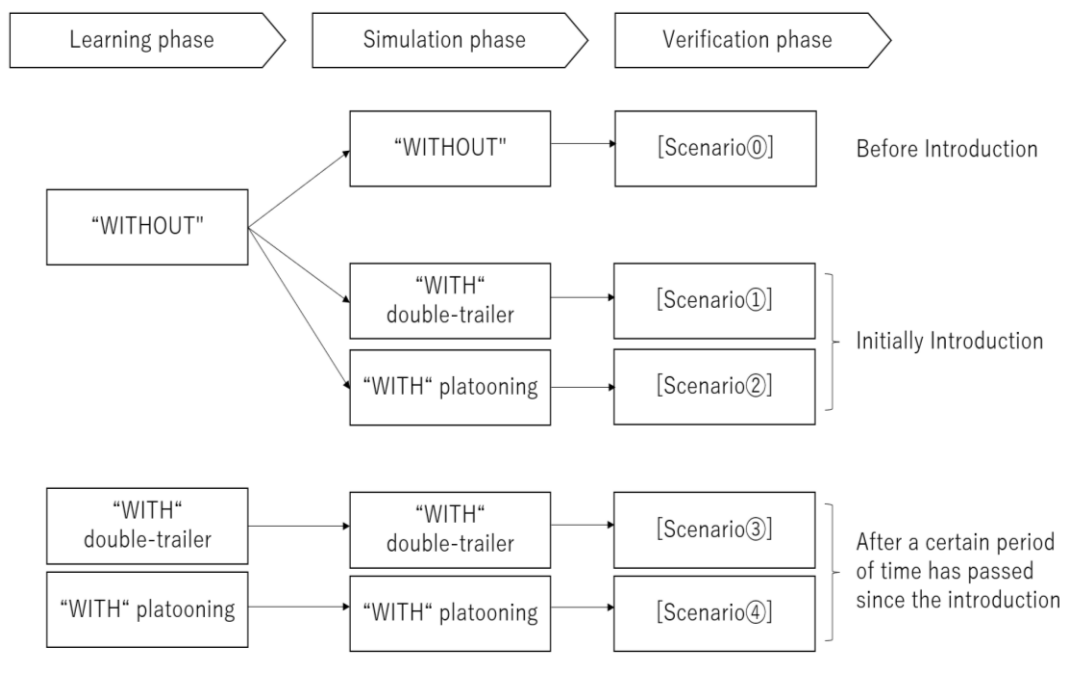 Learning phase
Simulation phase
Verification phase
“WITHOUT"
“WITHOUT"
[Scenario⓪]
Before Introduction
“WITH“
double-trailer
[Scenario①]
“WITH“ platooning
[Scenario②]
Initially Introduction
“WITH“
double-trailer
“WITH“
double-trailer
[Scenario③]
“WITH“ platooning
“WITH“ platooning
[Scenario④]
After a certain period
of time has passed
since the introduction